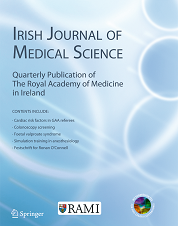 IRISH JOURNAL OF
MEDICAL SCIENCE
Quarterly Publication of
The Royal Academy of Medicine
in Ireland
CONTENTS INCLUDE:
· Cardiac risk factors in GAA referees
· Colonoscopy screening
· Foetal valproate syndrome
· Simulation training in anaesthesiology
· Festschrift for Ronan O'Connell
Springer
RAMI